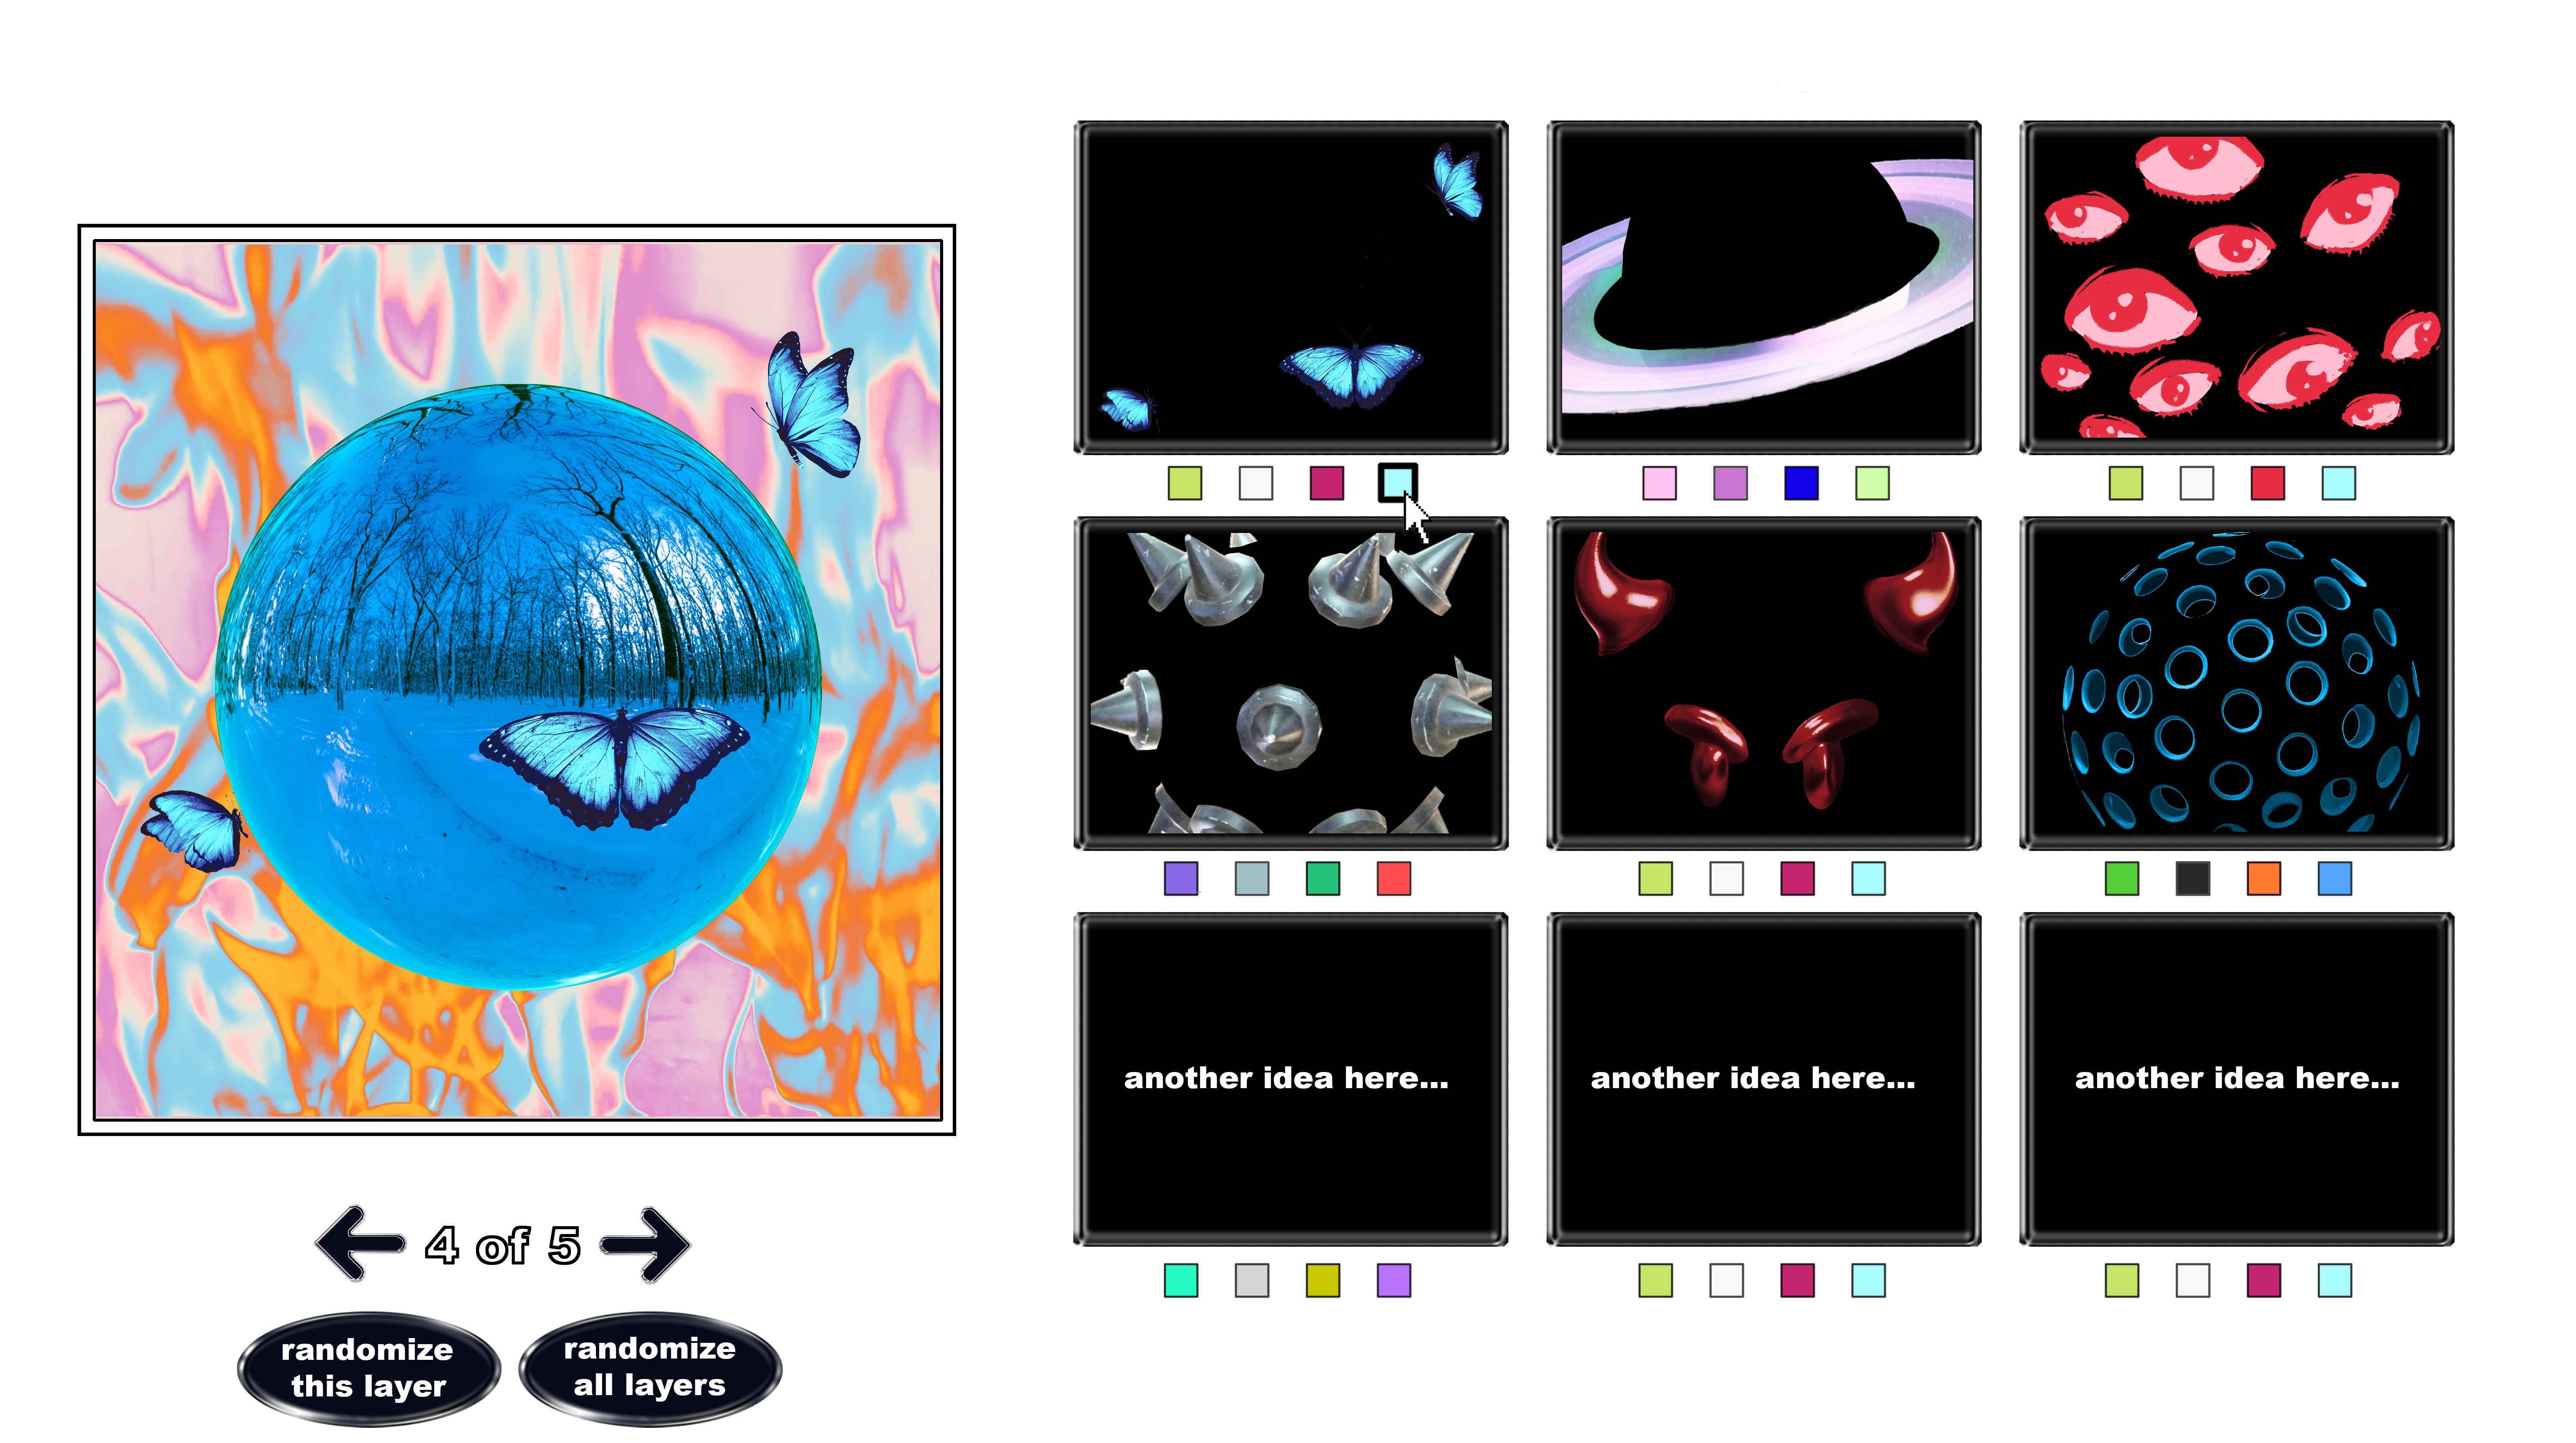 another idea here...
another idea here...
another idea here...
4 of 5
randomize
this layer
randomize
all layers